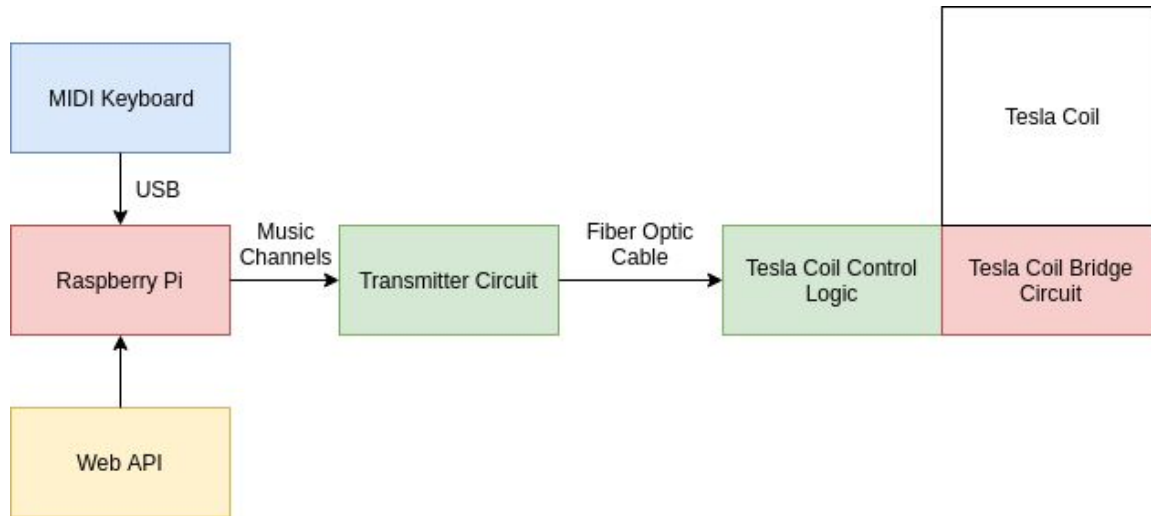 MIDI Keyboard
Tesla Coil
USB
Raspberry Pi
Music
Channels
Transmitter Circuit
Fiber Optic
Cable
Tesla Coil Control
Logic
Tesla Coil Bridge
Circuit
Web API